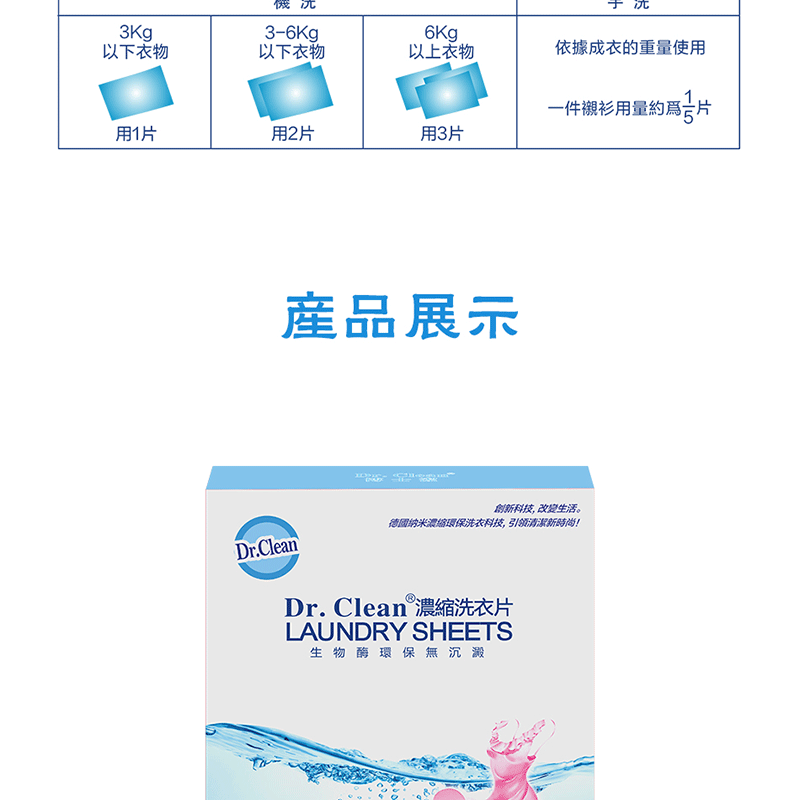 機洗 手洗
3Kg 3-6Kg 6Kg
以下衣物 以下衣物 以上衣物 依據成衣的重量使用
一件襯衫用量約爲1/5片
用1片 用2片 用3片
産品展示
Dr. Clean
創新科技, 改變生活。
德國納米濃縮環保洗衣科技, 引領清潔新時尚!
Dr.Clean
Dr. Clean®濃縮洗衣片
LAUNDRY SHEETS
生物酶環保無沉澱